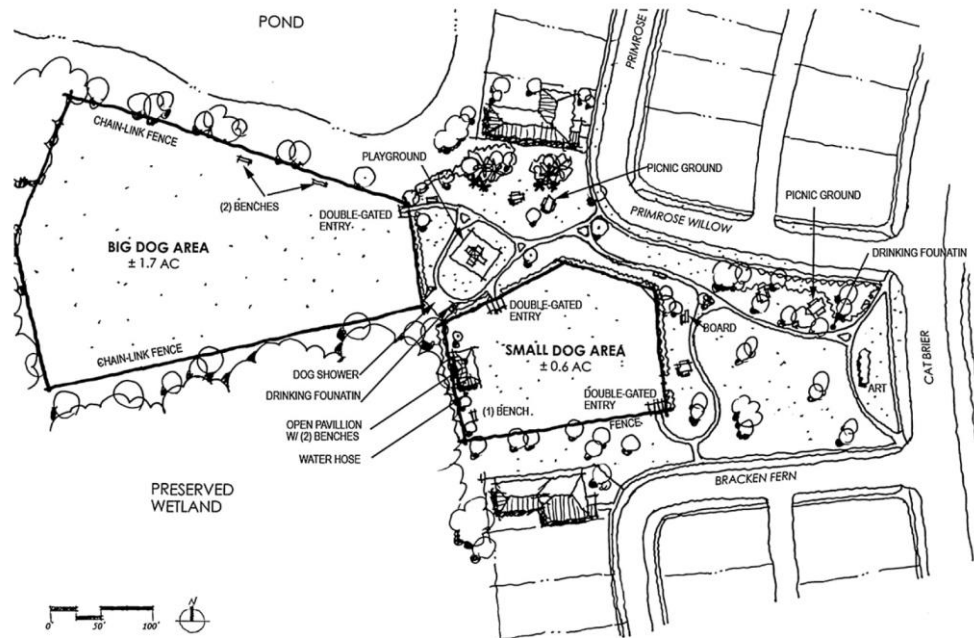 POND
PRIMROSE WILLOW
CHAIN-LINK FENCE
PLAYGROUND
PICNIC GROUND
PICNIC GROUND
(2) BENCHES
DOUBLE-GATED
ENTRY
PRIMROSE WILLOW
DRINKING FOUNATIN
BIG DOG AREA
± 1.7 AC
DOUBLE-GATED
ENTRY
BOARD
CAT BRIER
CHAIN-LINK FENCE
SMALL DOG AREA
± 0.6 AC
DOG SHOWER
ART
DRINKING FOUNATIN
DOUBLE-GATED
ENTRY
OPEN PAVILLION
W/ (2) BENCHES
(1) BENCH
FENCE
WATER HOSE
BRACKEN FERN
PRESERVED
WETLAND
N
0' 50' 100'